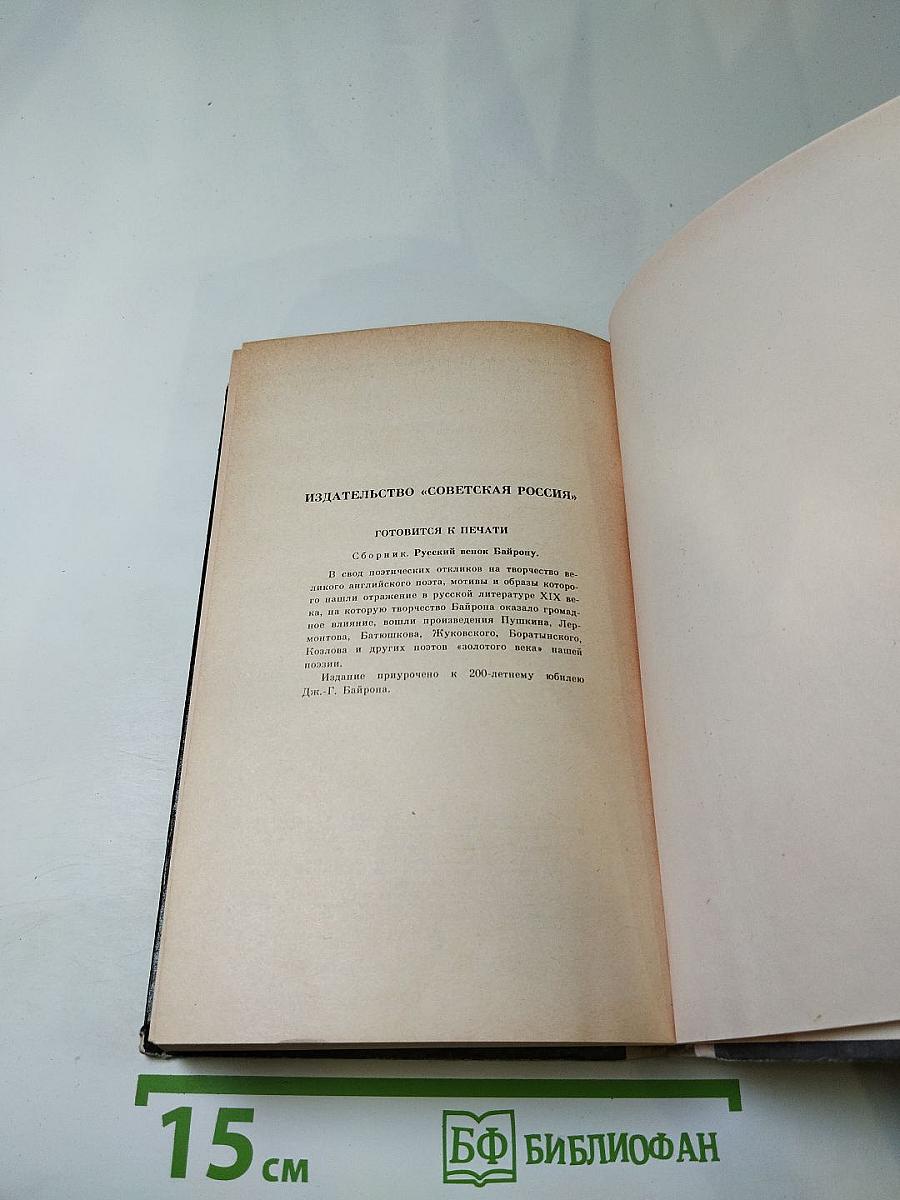 ИЗДАТЕЛЬСТВО «СОВЕТСКАЯ РОССИЯ»
ГОТОВИТСЯ К ПЕЧАТИ
Сборник. Русский венок Байрону.
В свод поэтических откликов на творчество ве-
ликого английского поэта, мотивы и образы которо-
го нашли отражение в русской литературе XIX ве-
ка, на которую творчество Байрона оказало громад-
ное влияние, вошли произведения Пушкина, Лер-
монтова, Батюшкова, Жуковского, Боратынского,
Козлова и других поэтов «золотого века» нашей
поэзии.
Издание приурочено к 200-летнему юбилею
Дж.-Г. Байрона.
15 см
БФ БИБЛИОФАН